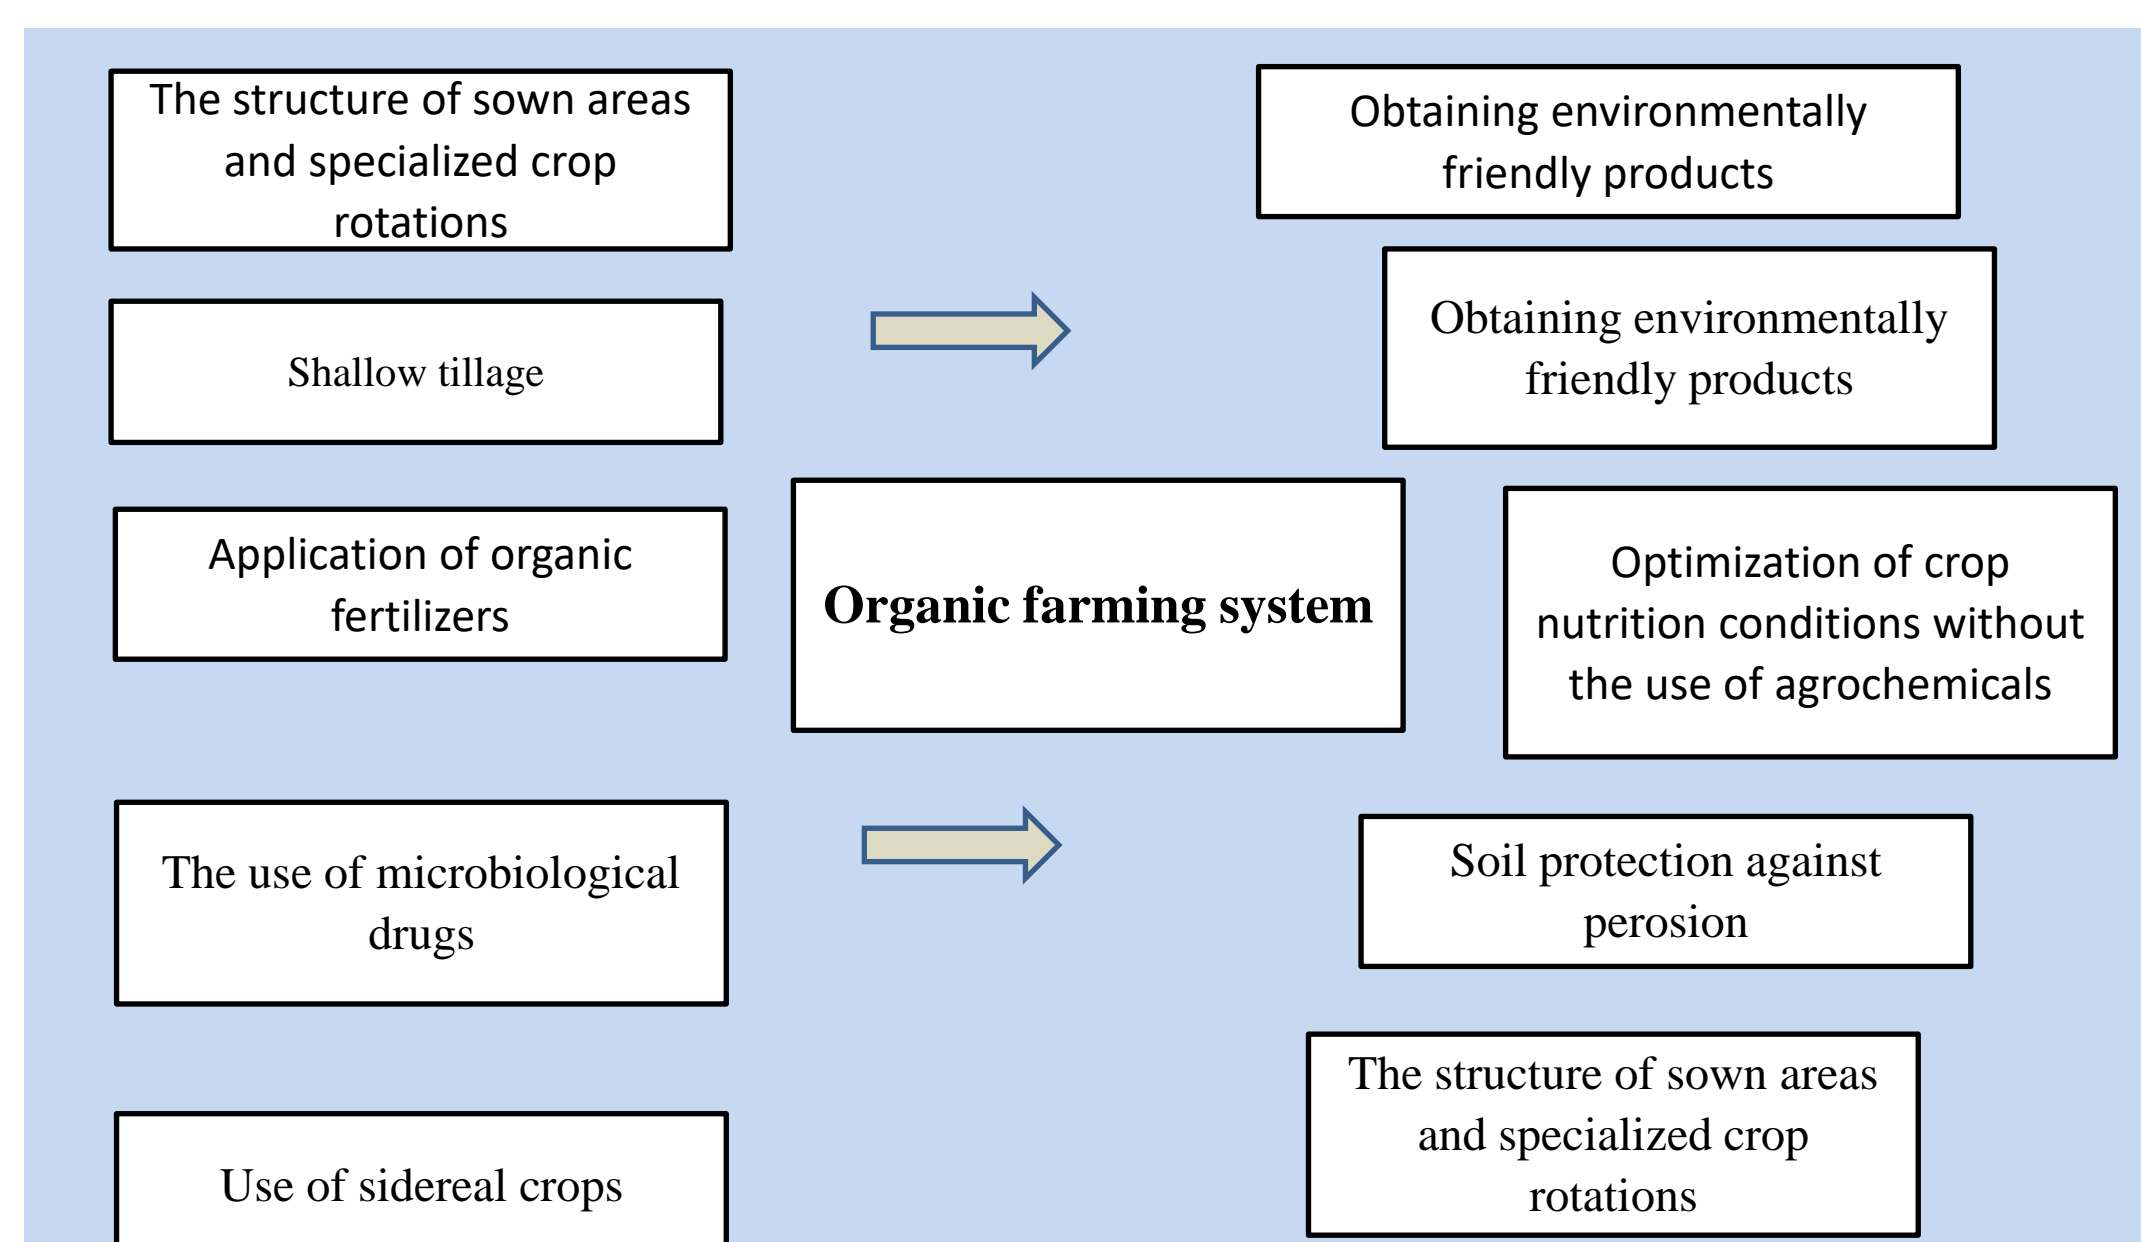 The structure of sown areas
and specialized crop
rotations
Shallow tillage
Application of organic
fertilizers
The use of microbiological
drugs
Use of sidereal crops
Organic farming system
Obtaining environmentally
friendly products
Obtaining environmentally
friendly products
Optimization of crop
nutrition conditions without
the use of agrochemicals
Soil protection against
perosion
The structure of sown areas
and specialized crop
rotations